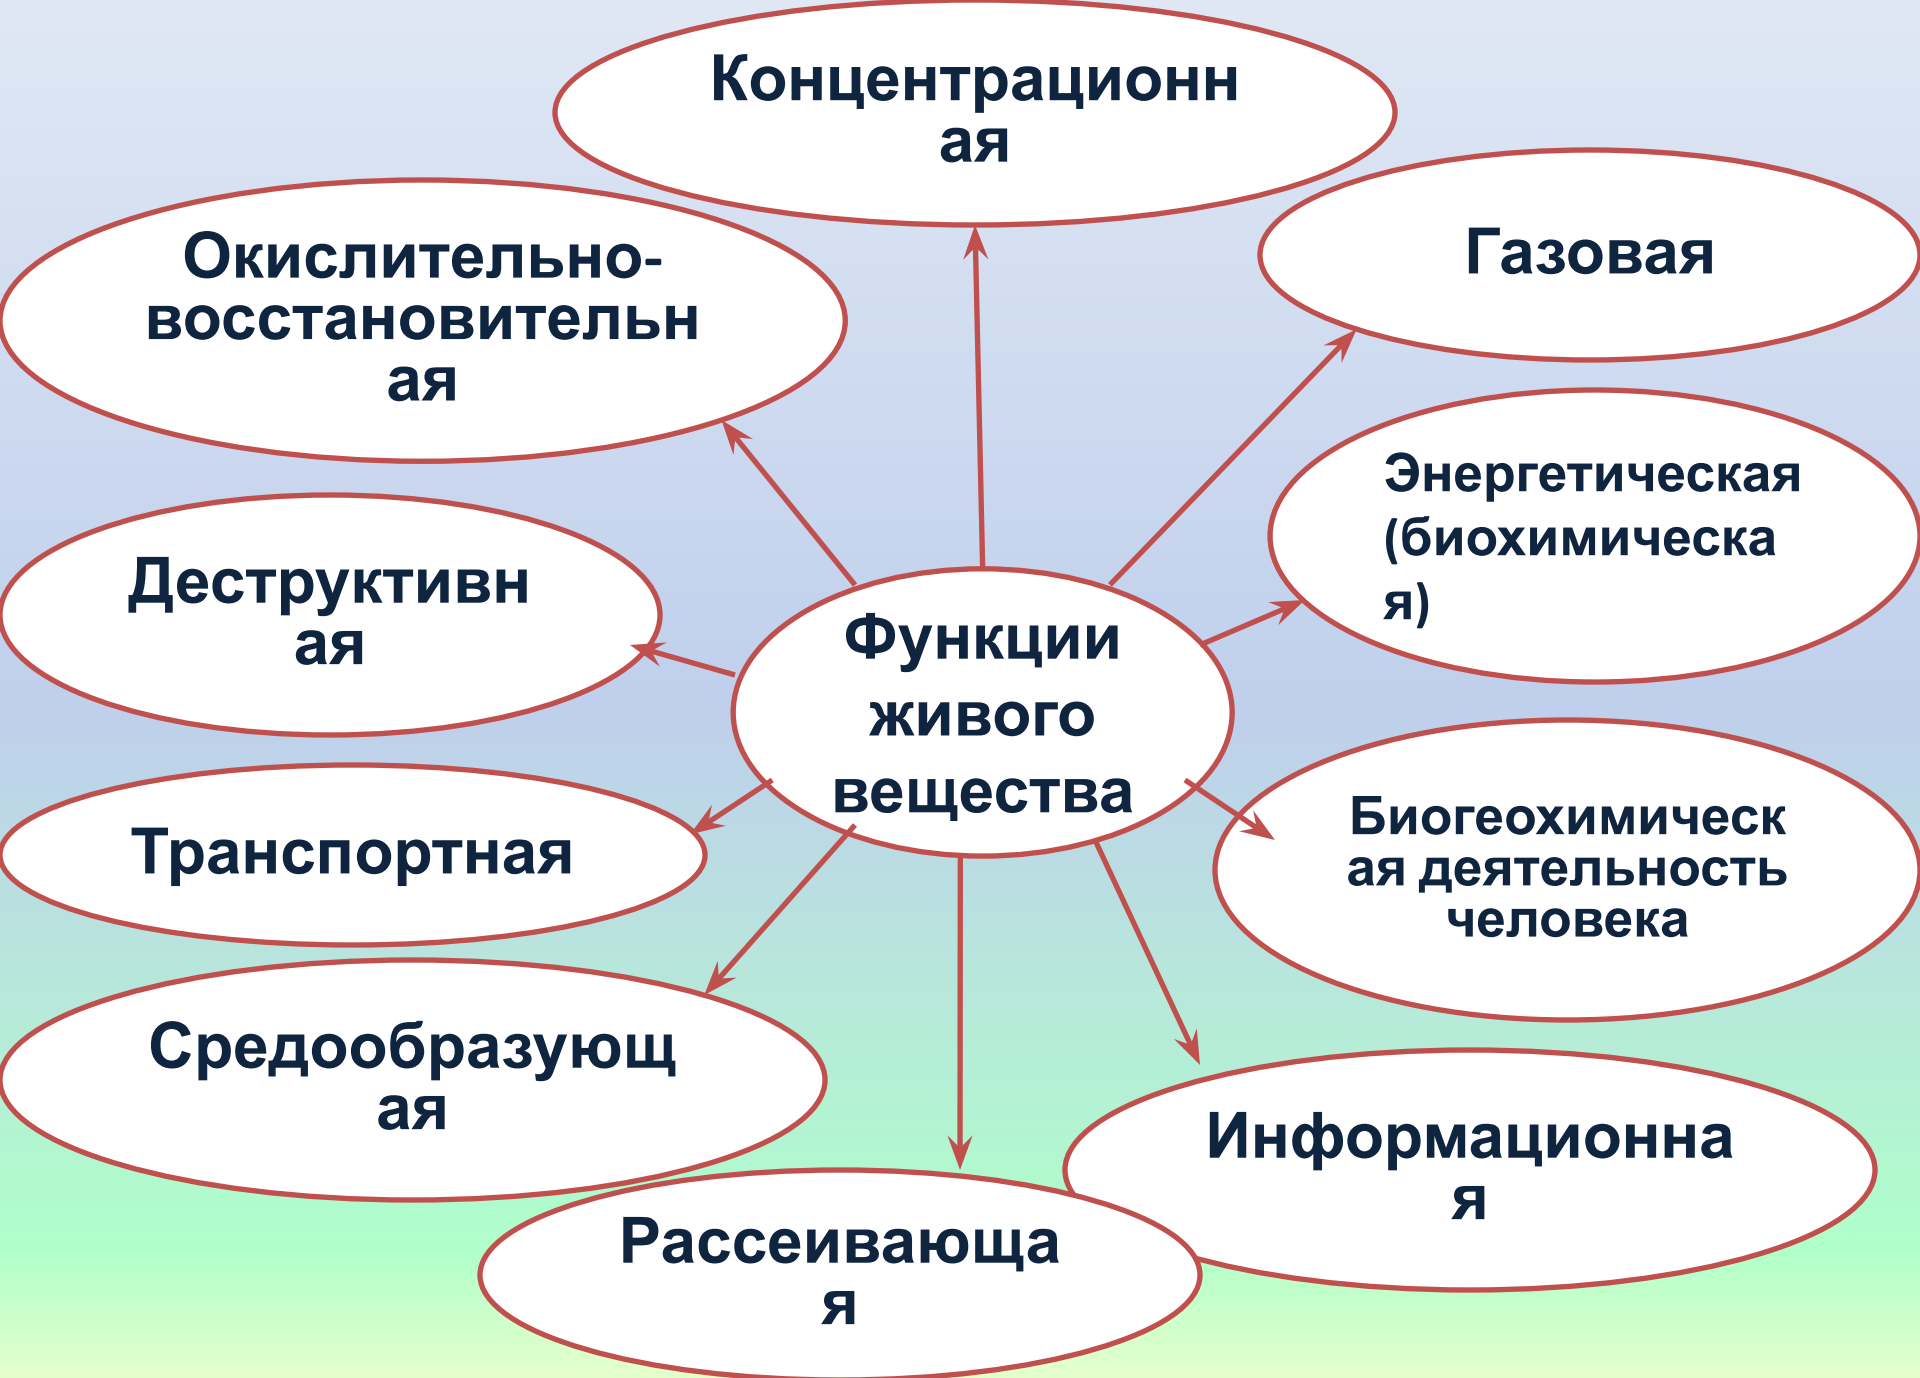 Концентрационн
ая
Газовая
Окислительно-
восстановительн
ая
Энергетическая
(биохимическа
я)
Деструктивн
ая
Функции
живого
вещества
Биогеохимическ
ая деятельность
человека
Транспортная
Средообразующ
ая
Информационна
я
Рассеивающа
я